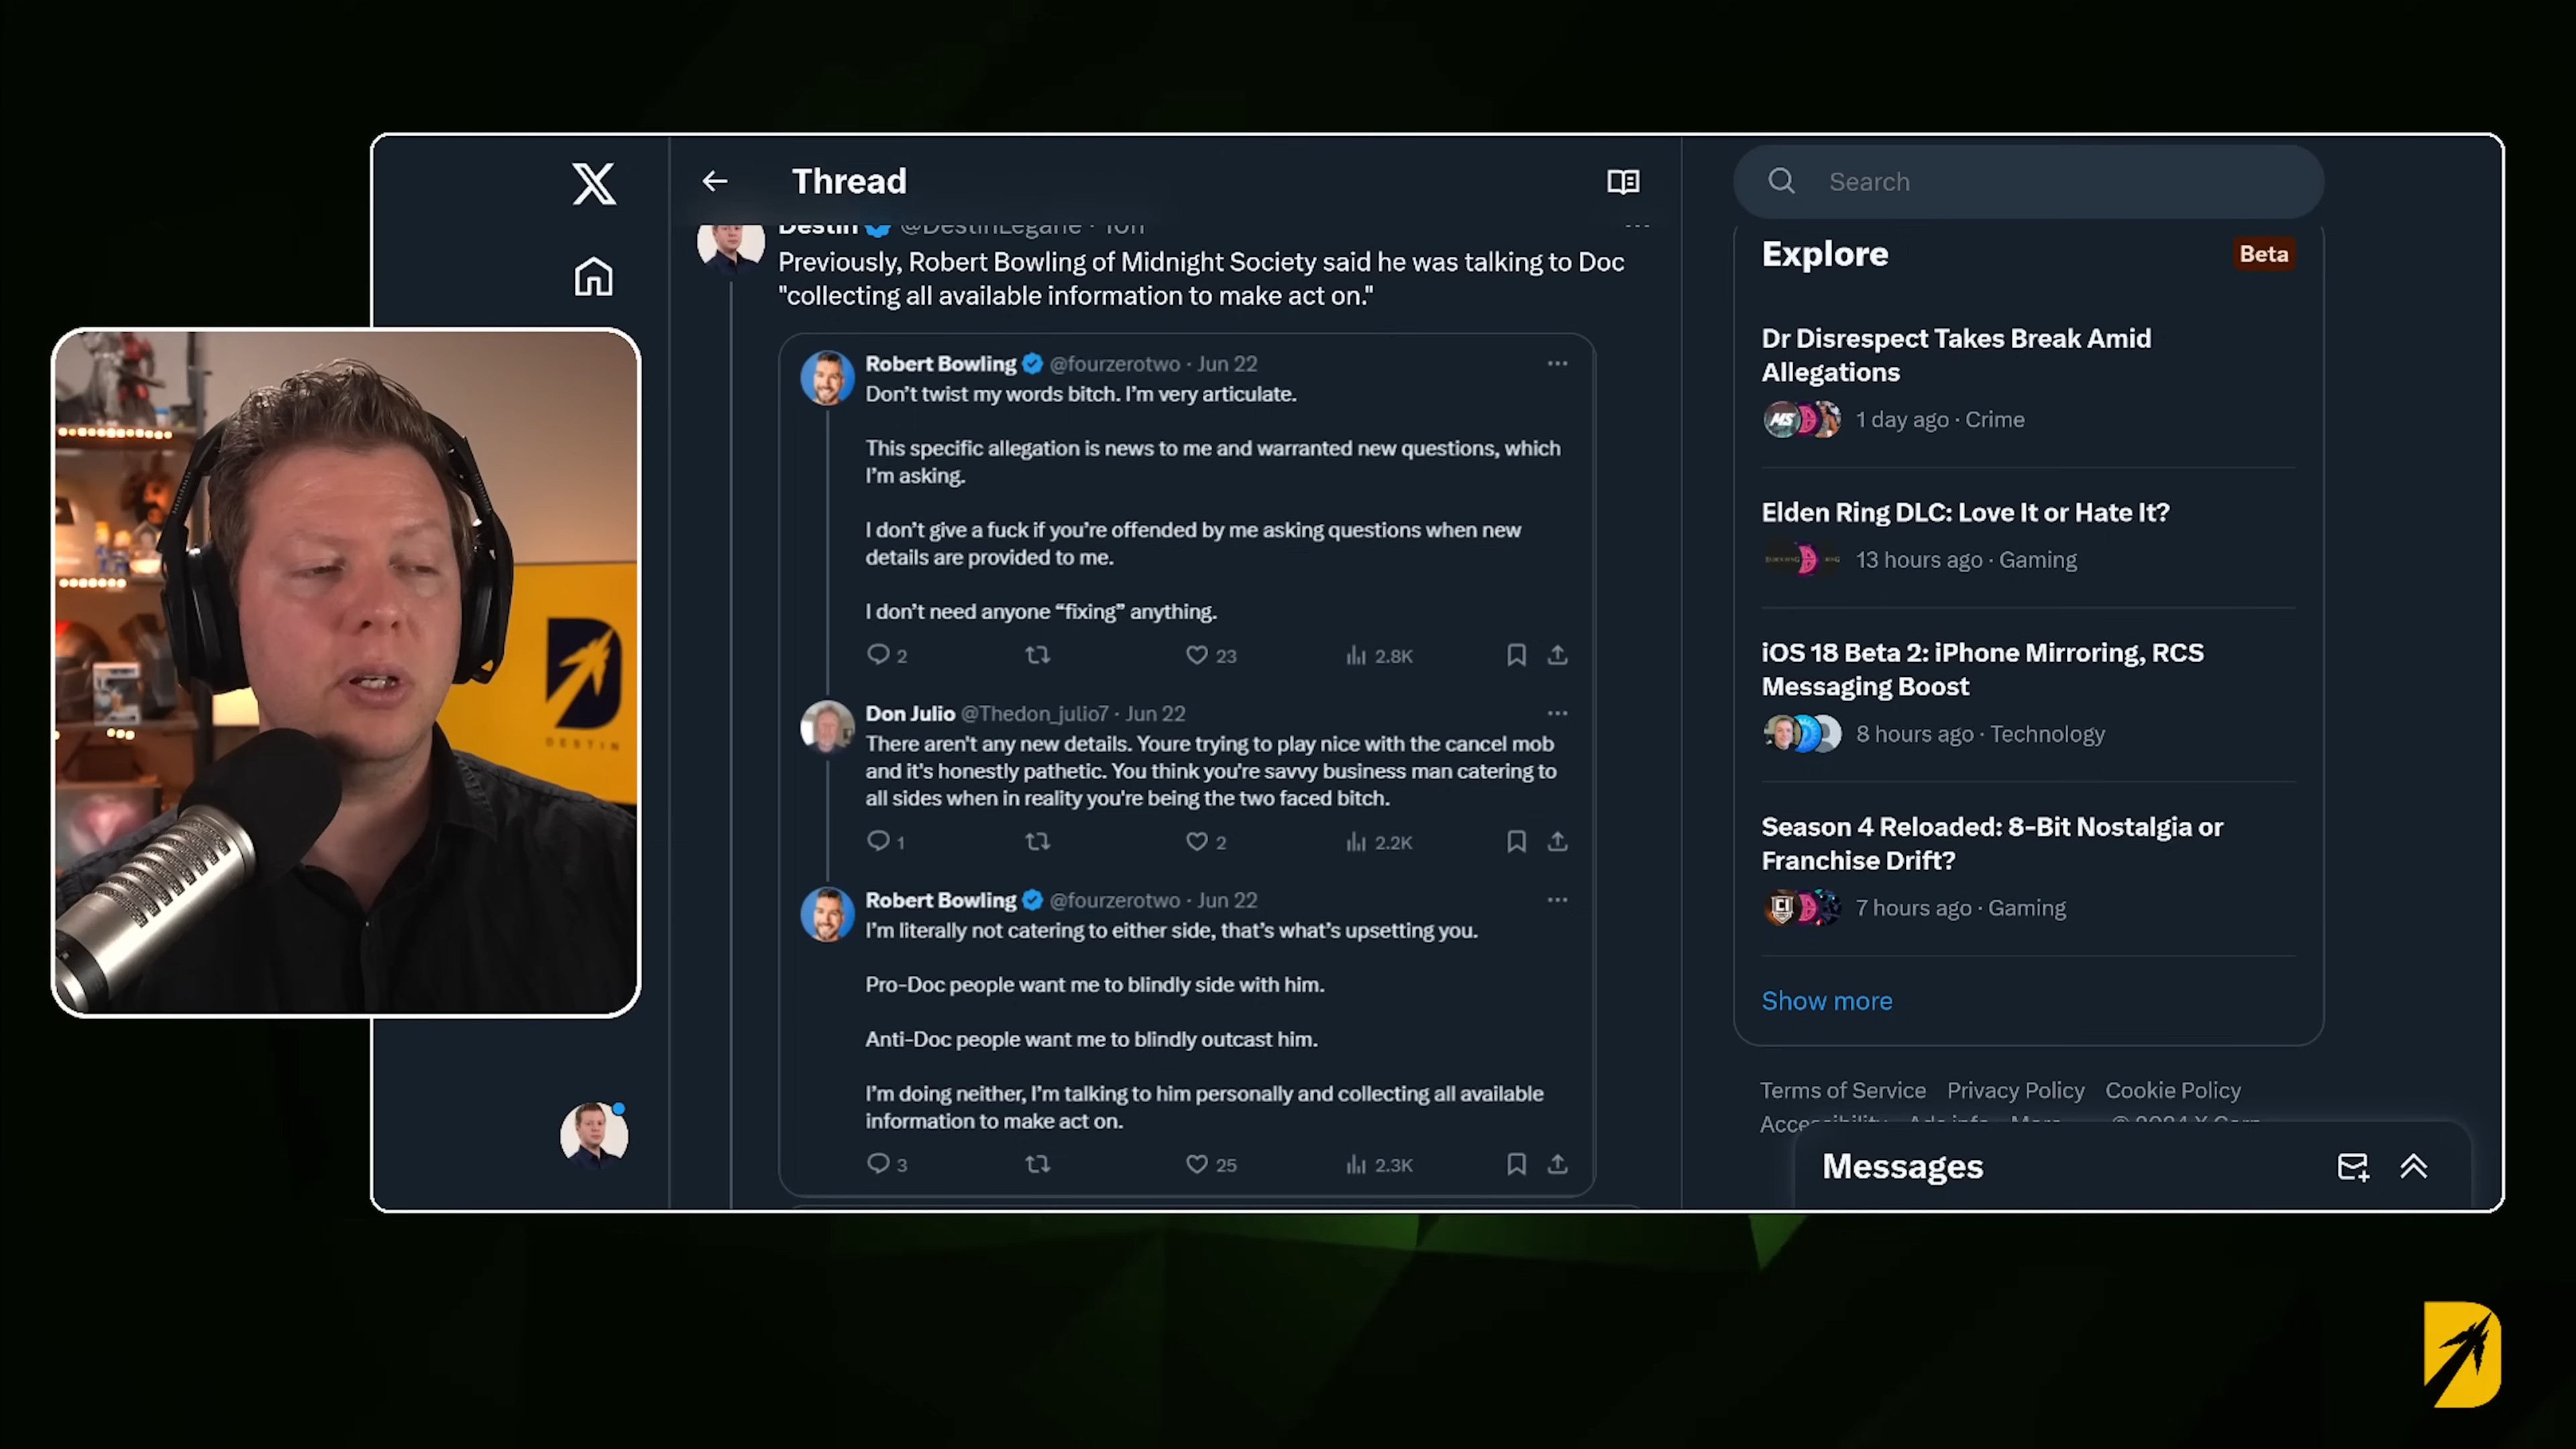 Thread
Search
Destin @DestinLegarie · 10h
Previously, Robert Bowling of Midnight Society said he was talking to Doc
"collecting all available information to make act on."
Robert Bowling @fourzerotwo · Jun 22
Don't twist my words bitch. I'm very articulate.
This specific allegation is news to me and warranted new questions, which
I'm asking.
I don't give a fuck if you're offended by me asking questions when new
details are provided to me.
I don't need anyone “fixing” anything.
2 23 2.8K
Don Julio @Thedon_julio7 · Jun 22
There aren't any new details. Youre trying to play nice with the cancel mob
and it's honestly pathetic. You think you're savvy business man catering to
all sides when in reality you're being the two faced bitch.
1 2 2.2K
Robert Bowling @fourzerotwo · Jun 22
I'm literally not catering to either side, that's what's upsetting you.
Pro-Doc people want me to blindly side with him.
Anti-Doc people want me to blindly outcast him.
I'm doing neither, I'm talking to him personally and collecting all available
information to make act on.
3 25 2.3K
Explore Beta
Dr Disrespect Takes Break Amid
Allegations
1 day ago · Crime
Elden Ring DLC: Love It or Hate It?
13 hours ago · Gaming
iOS 18 Beta 2: iPhone Mirroring, RCS
Messaging Boost
8 hours ago · Technology
Season 4 Reloaded: 8-Bit Nostalgia or
Franchise Drift?
7 hours ago · Gaming
Show more
Terms of Service Privacy Policy Cookie Policy
Accessibility Ads info More © 2024 X Corp.
Messages
DESTIN